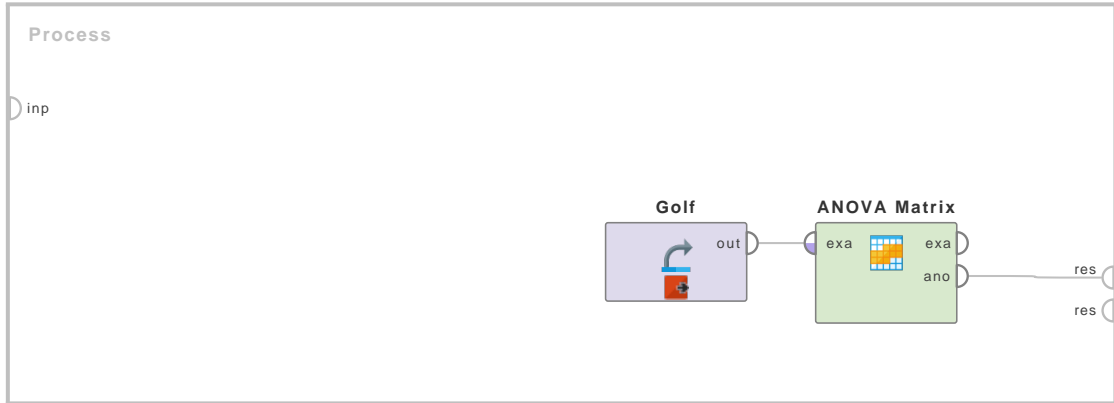 Process
inp
Golf
ANOVA Matrix
out
exa
exa
ano
res
res